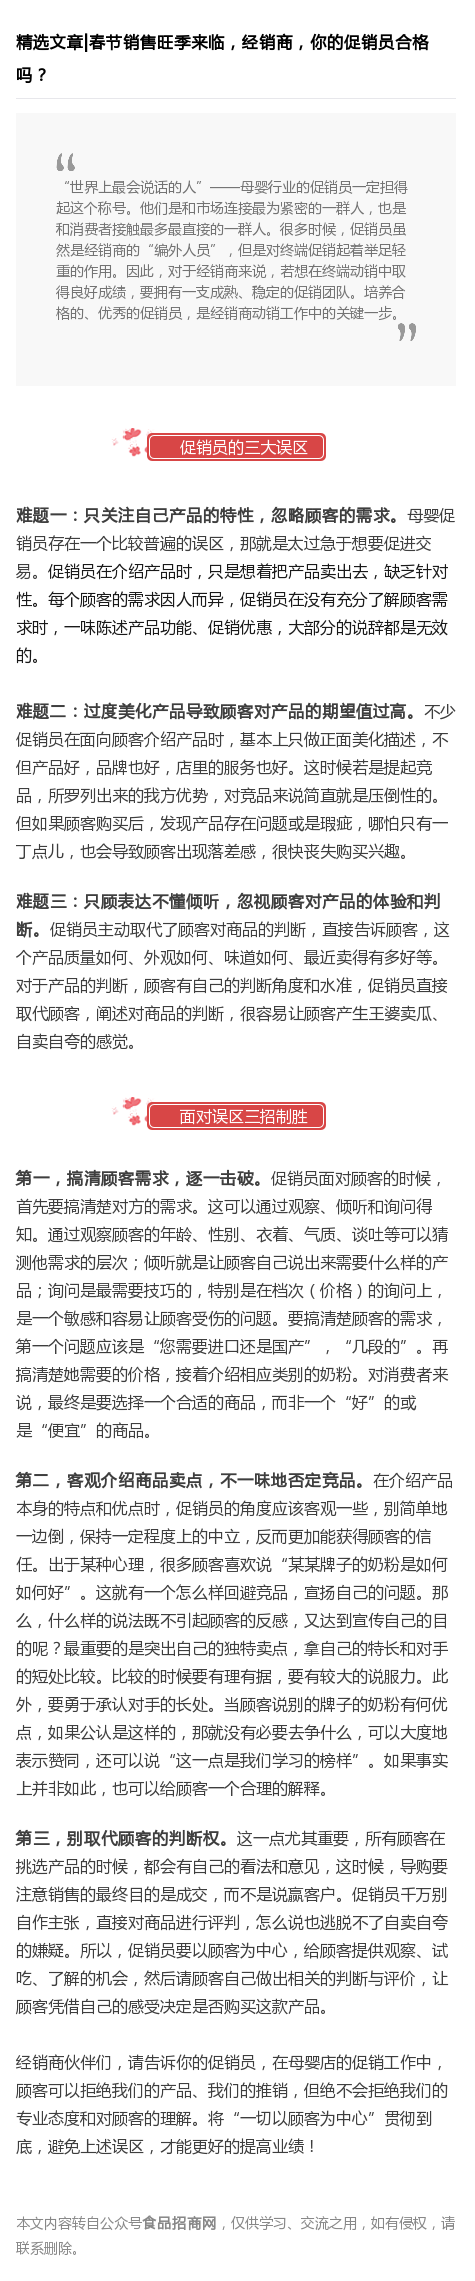 精选文章|春节销售旺季来临，经销商，你的促销员合格
吗？
“世界上最会说话的人”——母婴行业的促销员一定担得
起这个称号。他们是和市场连接最为紧密的一群人，也是
和消费者接触最多最直接的一群人。很多时候，促销员虽
然是经销商的“编外人员”，但是对终端促销起着举足轻
重的作用。因此，对于经销商来说，若想在终端动销中取
得良好成绩，要拥有一支成熟、稳定的促销团队。培养合
格的、优秀的促销员，是经销商动销工作中的关键一步。
促销员的三大误区
难题一：只关注自己产品的特性，忽略顾客的需求。母婴促
销员存在一个比较普遍的误区，那就是太过急于想要促进交
易。促销员在介绍产品时，只是想着把产品卖出去，缺乏针对
性。每个顾客的需求因人而异，促销员在没有充分了解顾客需
求时，一味陈述产品功能、促销优惠，大部分的说辞都是无效
的。
难题二：过度美化产品导致顾客对产品的期望值过高。不少
促销员在面向顾客介绍产品时，基本上只做正面美化描述，不
但产品好，品牌也好，店里的服务也好。这时候若是提起竞
品，所罗列出来的我方优势，对竞品来说简直就是压倒性的。
但如果顾客购买后，发现产品存在问题或是瑕疵，哪怕只有一
丁点儿，也会导致顾客出现落差感，很快丧失购买兴趣。
难题三：只顾表达不懂倾听，忽视顾客对产品的体验和判
断。促销员主动取代了顾客对商品的判断，直接告诉顾客，这
个产品质量如何、外观如何、味道如何、最近卖得有多好等。
对于产品的判断，顾客有自己的判断角度和水准，促销员直接
取代顾客，阐述对商品的判断，很容易让顾客产生王婆卖瓜、
自卖自夸的感觉。
面对误区三招制胜
第一，搞清顾客需求，逐一击破。促销员面对顾客的时候，
首先要搞清楚对方的需求。这可以通过观察、倾听和询问得
知。通过观察顾客的年龄、性别、衣着、气质、谈吐等可以猜
测他需求的层次；倾听就是让顾客自己说出来需要什么样的产
品；询问是最需要技巧的，特别是在档次（价格）的询问上，
是一个敏感和容易让顾客受伤的问题。要搞清楚顾客的需求，
第一个问题应该是“您需要进口还是国产”，“几段的”。再
搞清楚她需要的价格，接着介绍相应类别的奶粉。对消费者来
说，最终是要选择一个合适的商品，而非一个“好”的或
是“便宜”的商品。
第二，客观介绍商品卖点，不一味地否定竞品。在介绍产品
本身的特点和优点时，促销员的角度应该客观一些，别简单地
一边倒，保持一定程度上的中立，反而更加能获得顾客的信
任。出于某种心理，很多顾客喜欢说“某某牌子的奶粉是如何
如何好”。这就有一个怎么样回避竞品，宣扬自己的问题。那
么，什么样的说法既不引起顾客的反感，又达到宣传自己的目
的呢？最重要的是突出自己的独特卖点，拿自己的特长和对手
的短处比较。比较的时候要有理有据，要有较大的说服力。此
外，要勇于承认对手的长处。当顾客说别的牌子的奶粉有何优
点，如果公认是这样的，那就没有必要去争什么，可以大度地
表示赞同，还可以说“这一点是我们学习的榜样”。如果事实
上并非如此，也可以给顾客一个合理的解释。
第三，别取代顾客的判断权。这一点尤其重要，所有顾客在
挑选产品的时候，都会有自己的看法和意见，这时候，导购要
注意销售的最终目的是成交，而不是说赢客户。促销员千万别
自作主张，直接对商品进行评判，怎么说也逃脱不了自卖自夸
的嫌疑。所以，促销员要以顾客为中心，给顾客提供观察、试
吃、了解的机会，然后请顾客自己做出相关的判断与评价，让
顾客凭借自己的感受决定是否购买这款产品。
经销商伙伴们，请告诉你的促销员，在母婴店的促销工作中，
顾客可以拒绝我们的产品、我们的推销，但绝不会拒绝我们的
专业态度和对顾客的理解。将“一切以顾客为中心”贯彻到
底，避免上述误区，才能更好的提高业绩！
本文内容转自公众号食品招商网，仅供学习、交流之用，如有侵权，请
联系删除。